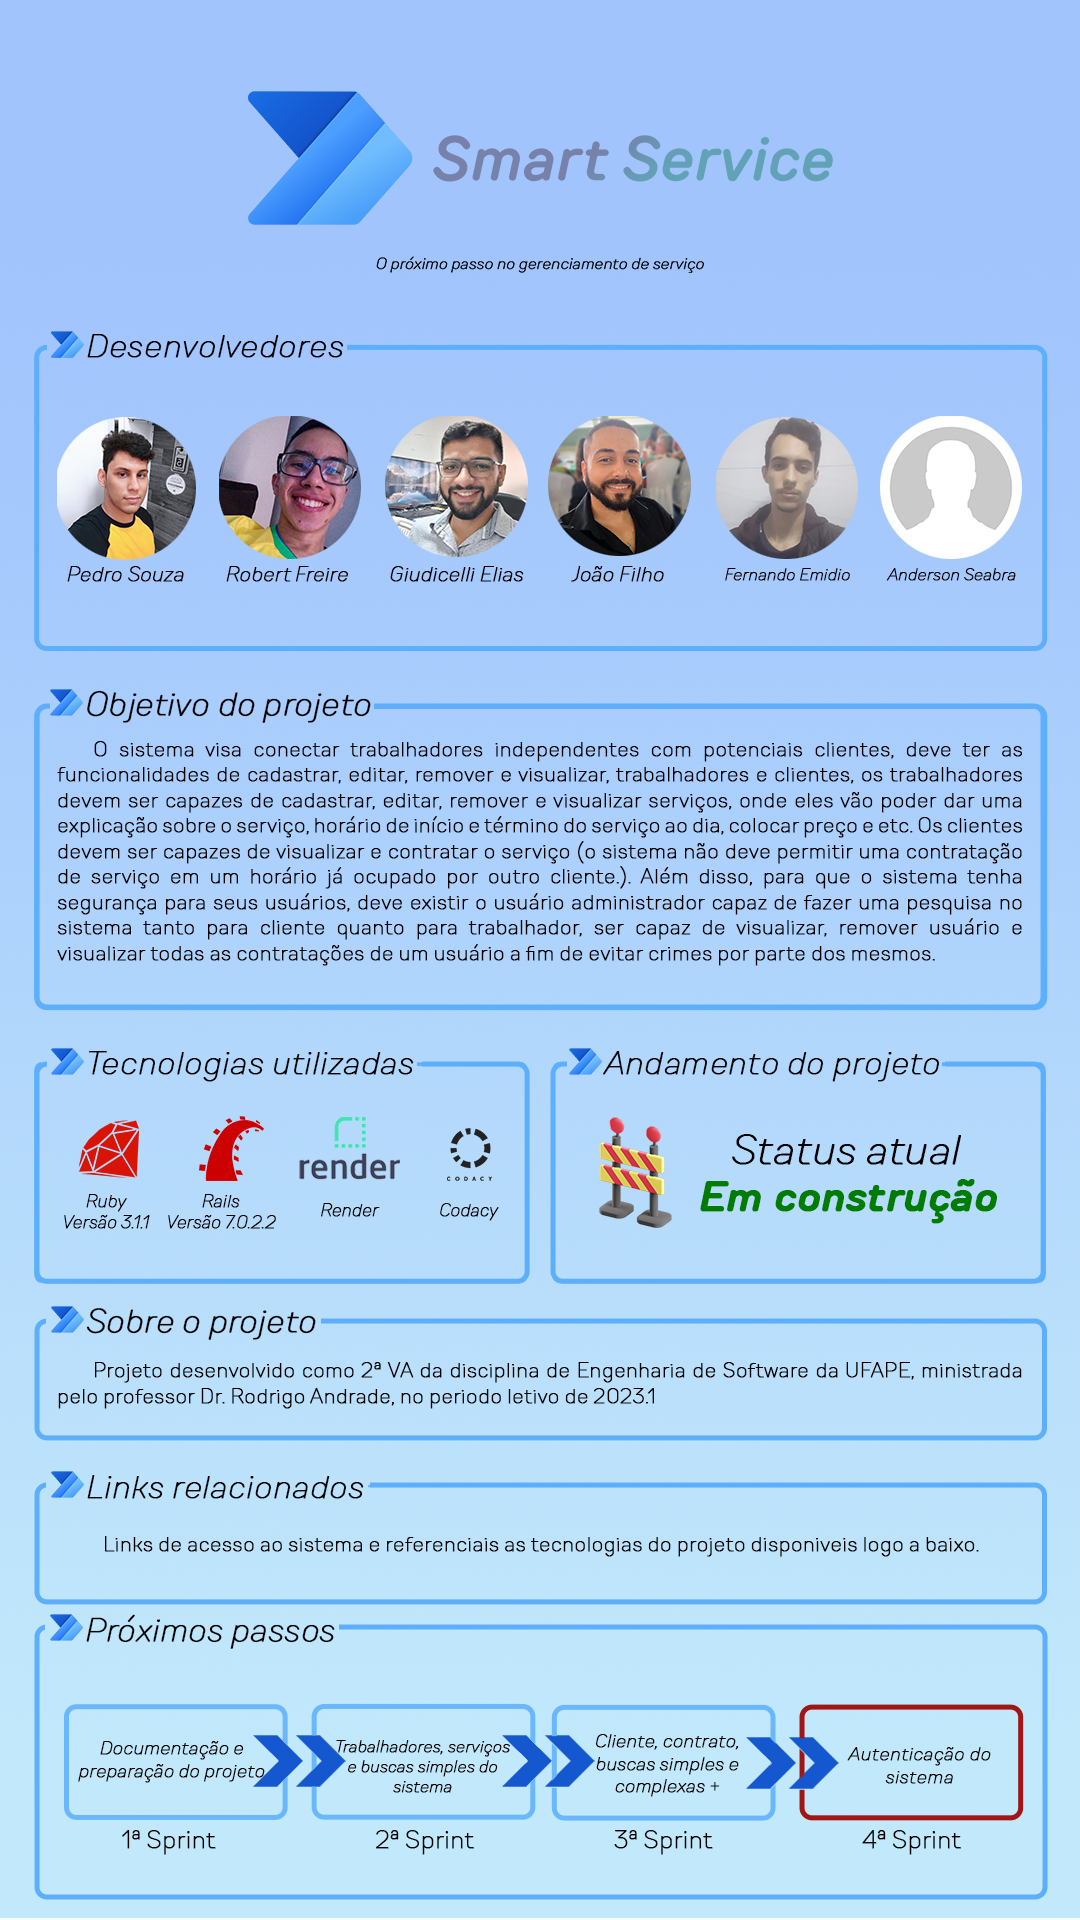 Smart Service
O próximo passo no gerenciamento de serviço
Desenvolvedores
Pedro Souza
Robert Freire
Giudicelli Elias
João Filho
Fernando Emidio
Anderson Seabra
Objetivo do projeto
O sistema visa conectar trabalhadores independentes com potenciais clientes, deve ter as
funcionalidades de cadastrar, editar, remover e visualizar, trabalhadores e clientes, os trabalhadores
devem ser capazes de cadastrar, editar, remover e visualizar serviços, onde eles vão poder dar uma
explicação sobre o serviço, horário de início e término do serviço ao dia, colocar preço e etc. Os clientes
devem ser capazes de visualizar e contratar o serviço (o sistema não deve permitir uma contratação
de serviço em um horário já ocupado por outro cliente.). Além disso, para que o sistema tenha
segurança para seus usuários, deve existir o usuário administrador capaz de fazer uma pesquisa no
sistema tanto para cliente quanto para trabalhador, ser capaz de visualizar, remover usuário e
visualizar todas as contratações de um usuário a fim de evitar crimes por parte dos mesmos.
Tecnologias utilizadas
render
CODACY
Ruby
Versão 3.1.1
Rails
Versão 7.0.2.2
Render
Codacy
Andamento do projeto
Status atual
Em construção
Sobre o projeto
Projeto desenvolvido como 2ª VA da disciplina de Engenharia de Software da UFAPE, ministrada
pelo professor Dr. Rodrigo Andrade, no periodo letivo de 2023.1
Links relacionados
Links de acesso ao sistema e referenciais as tecnologias do projeto disponiveis logo a baixo.
Próximos passos
Documentação e
preparação do projeto
1ª Sprint
Trabalhadores, serviços
e buscas simples do
sistema
2ª Sprint
Cliente, contrato,
buscas simples e
complexas +
3ª Sprint
Autenticação do
sistema
4ª Sprint